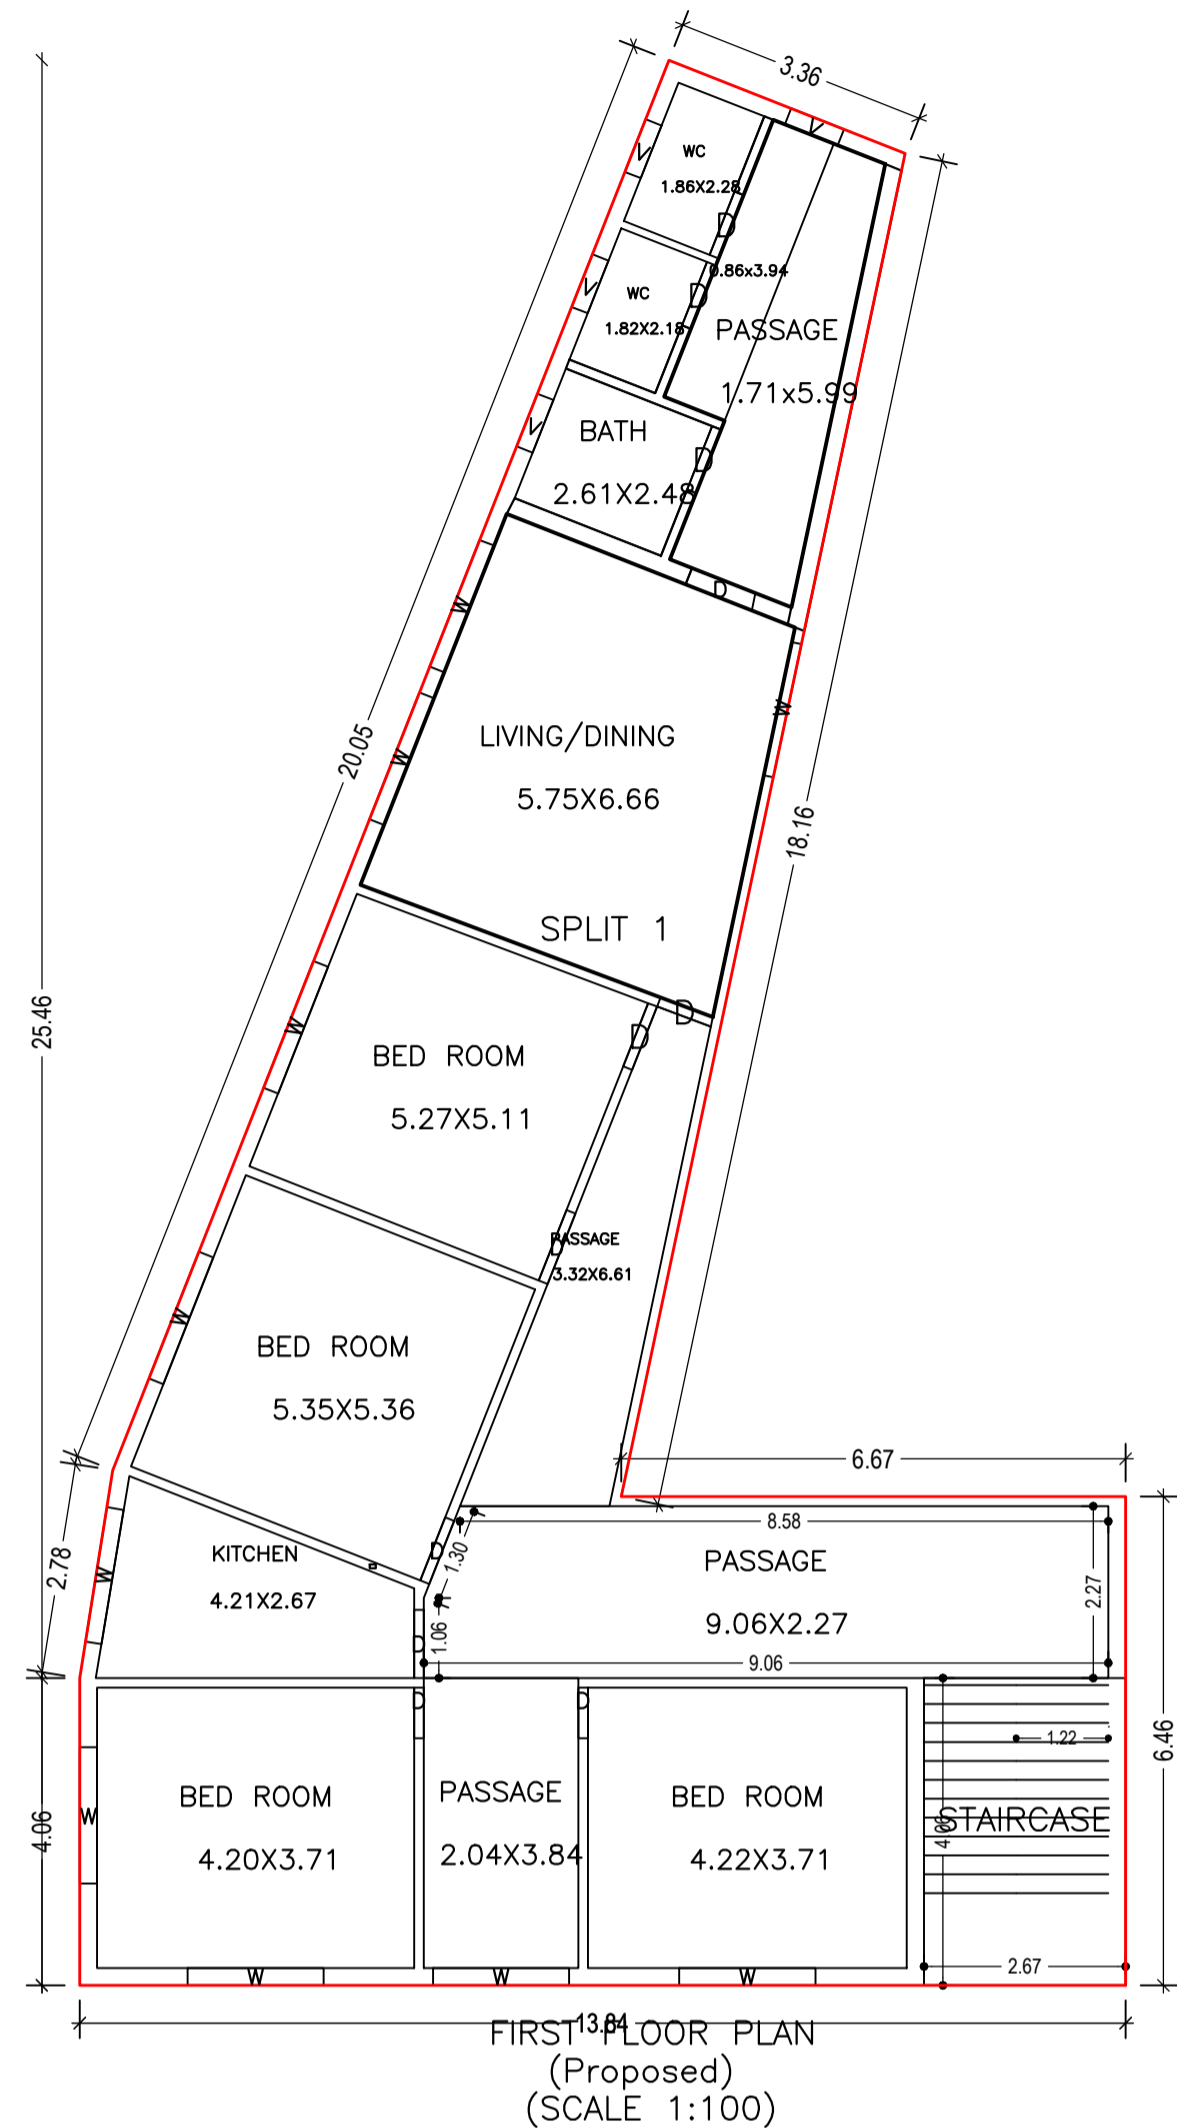 3.36
V
WC
1.86X2.28
V
D
0.86x3.94
V
WC
D
1.82X2.18
PASSAGE
1.71x5.99
BATH
V
D
2.61X2.48
D
W
W
LIVING/DINING
20.05
W
5.75X6.66
18.16
SPLIT 1
25.46
D
D
W
BED ROOM
5.27X5.11
PASSAGE
D
3.32X6.61
W
BED ROOM
5.35X5.36
6.67
8.58
2.78
KITCHEN
D
1.30
PASSAGE
W
4.21X2.67
2.27
9.06X2.27
1.06
D
9.06
D
D
6.46
1.22
BED ROOM
PASSAGE
BED ROOM
W
4.06
STAIRCASE
4.06
4.20X3.71
2.04X3.84
4.22X3.71
W
W
W
2.67
13.84
FIRST FLOOR PLAN
(Proposed)
(SCALE 1:100)